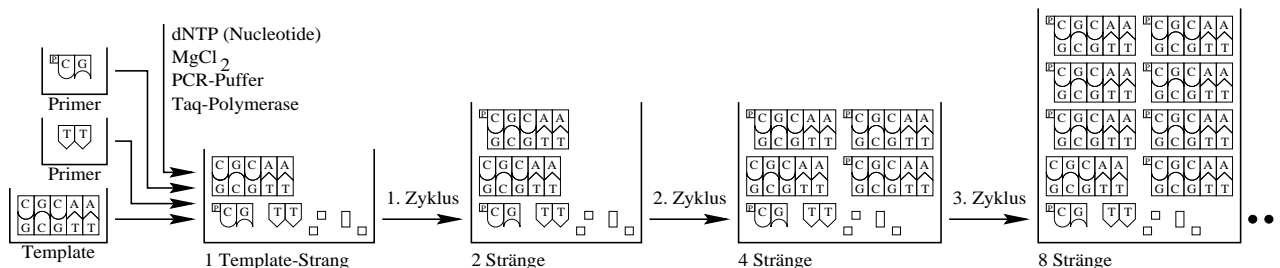 P C G
Primer
T T
Primer
C G C A A
G C G T T
Template
dNTP (Nucleotide)
MgCl2
PCR-Puffer
Taq-Polymerase
C G C A A
G C G T T
P C G T T
1 Template-Strang
1. Zyklus
P C G C A A
G C G T T
C G C A A
G C G T T
P C G T T
2 Stränge
2. Zyklus
P C G C A A P C G C A A
G C G T T G C G T T
C G C A A P C G C A A
G C G T T G C G T T
P C G T T
4 Stränge
3. Zyklus
P C G C A A P C G C A A
G C G T T G C G T T
P C G C A A P C G C A A
G C G T T G C G T T
P C G C A A P C G C A A
G C G T T G C G T T
C G C A A P C G C A A
G C G T T G C G T T
P C G T T
8 Stränge